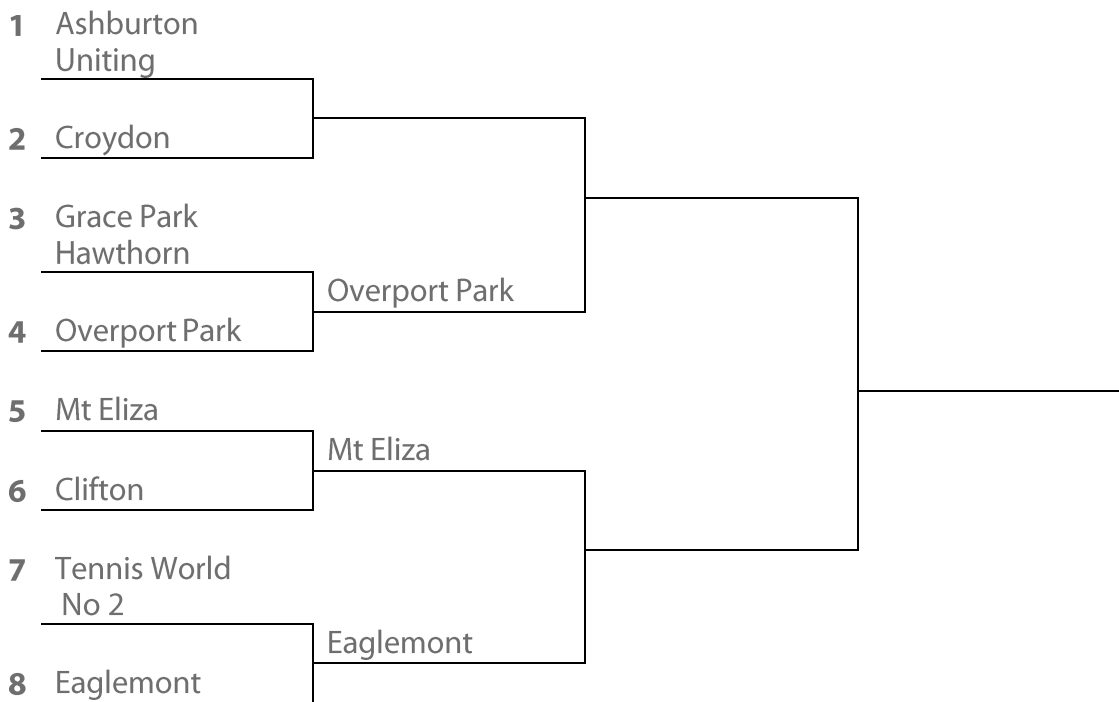 1 Ashburton
Uniting
2 Croydon
3 Grace Park
Hawthorn
Overport Park
4 Overport Park
5 Mt Eliza
Mt Eliza
6 Clifton
7 Tennis World
No 2
Eaglemont
8 Eaglemont